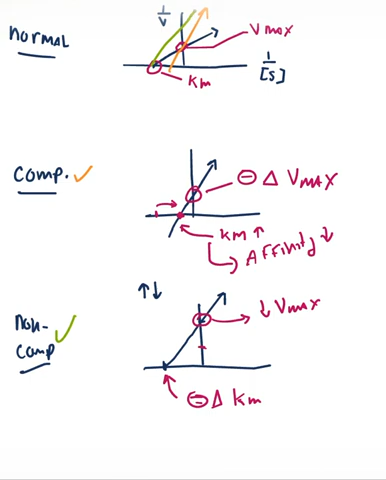 NORMAL
1/V
Vmax
1/[S]
Km
Comp. ✓
⊖ Δ VMAX
KM ↑
↳ Affinity ↓
↑↓
Non-
Comp ✓
↓ Vmax
⊖ Δ Km